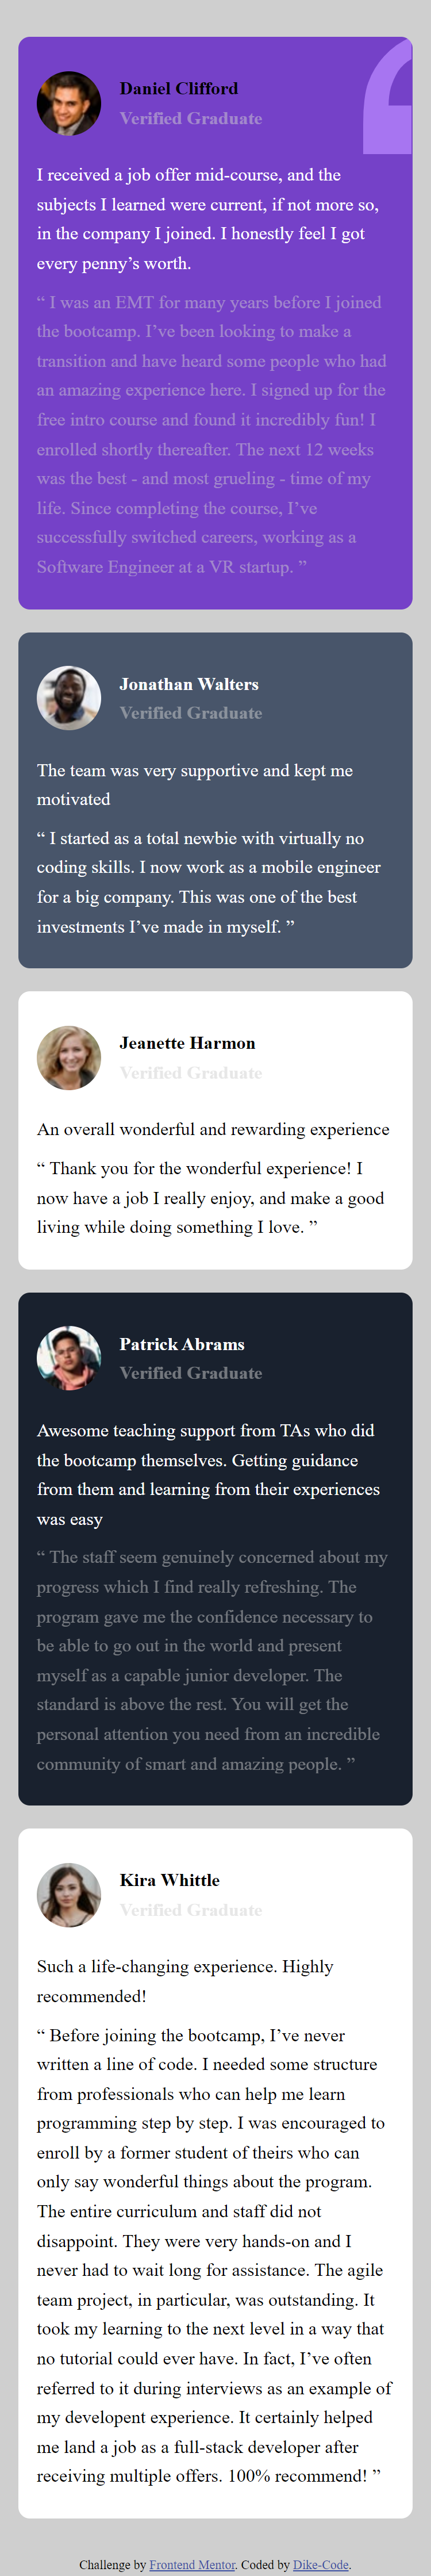 Daniel Clifford
Verified Graduate
I received a job offer mid-course, and the
subjects I learned were current, if not more so,
in the company I joined. I honestly feel I got
every penny’s worth.
“ I was an EMT for many years before I joined
the bootcamp. I’ve been looking to make a
transition and have heard some people who had
an amazing experience here. I signed up for the
free intro course and found it incredibly fun! I
enrolled shortly thereafter. The next 12 weeks
was the best - and most grueling - time of my
life. Since completing the course, I’ve
successfully switched careers, working as a
Software Engineer at a VR startup. ”
Jonathan Walters
Verified Graduate
The team was very supportive and kept me
motivated
“ I started as a total newbie with virtually no
coding skills. I now work as a mobile engineer
for a big company. This was one of the best
investments I’ve made in myself. ”
Jeanette Harmon
Verified Graduate
An overall wonderful and rewarding experience
“ Thank you for the wonderful experience! I
now have a job I really enjoy, and make a good
living while doing something I love. ”
Patrick Abrams
Verified Graduate
Awesome teaching support from TAs who did
the bootcamp themselves. Getting guidance
from them and learning from their experiences
was easy
“ The staff seem genuinely concerned about my
progress which I find really refreshing. The
program gave me the confidence necessary to
be able to go out in the world and present
myself as a capable junior developer. The
standard is above the rest. You will get the
personal attention you need from an incredible
community of smart and amazing people. ”
Kira Whittle
Verified Graduate
Such a life-changing experience. Highly
recommended!
“ Before joining the bootcamp, I’ve never
written a line of code. I needed some structure
from professionals who can help me learn
programming step by step. I was encouraged to
enroll by a former student of theirs who can
only say wonderful things about the program.
The entire curriculum and staff did not
disappoint. They were very hands-on and I
never had to wait long for assistance. The agile
team project, in particular, was outstanding. It
took my learning to the next level in a way that
no tutorial could ever have. In fact, I’ve often
referred to it during interviews as an example of
my developent experience. It certainly helped
me land a job as a full-stack developer after
receiving multiple offers. 100% recommend! ”
Challenge by Frontend Mentor. Coded by Dike-Code.